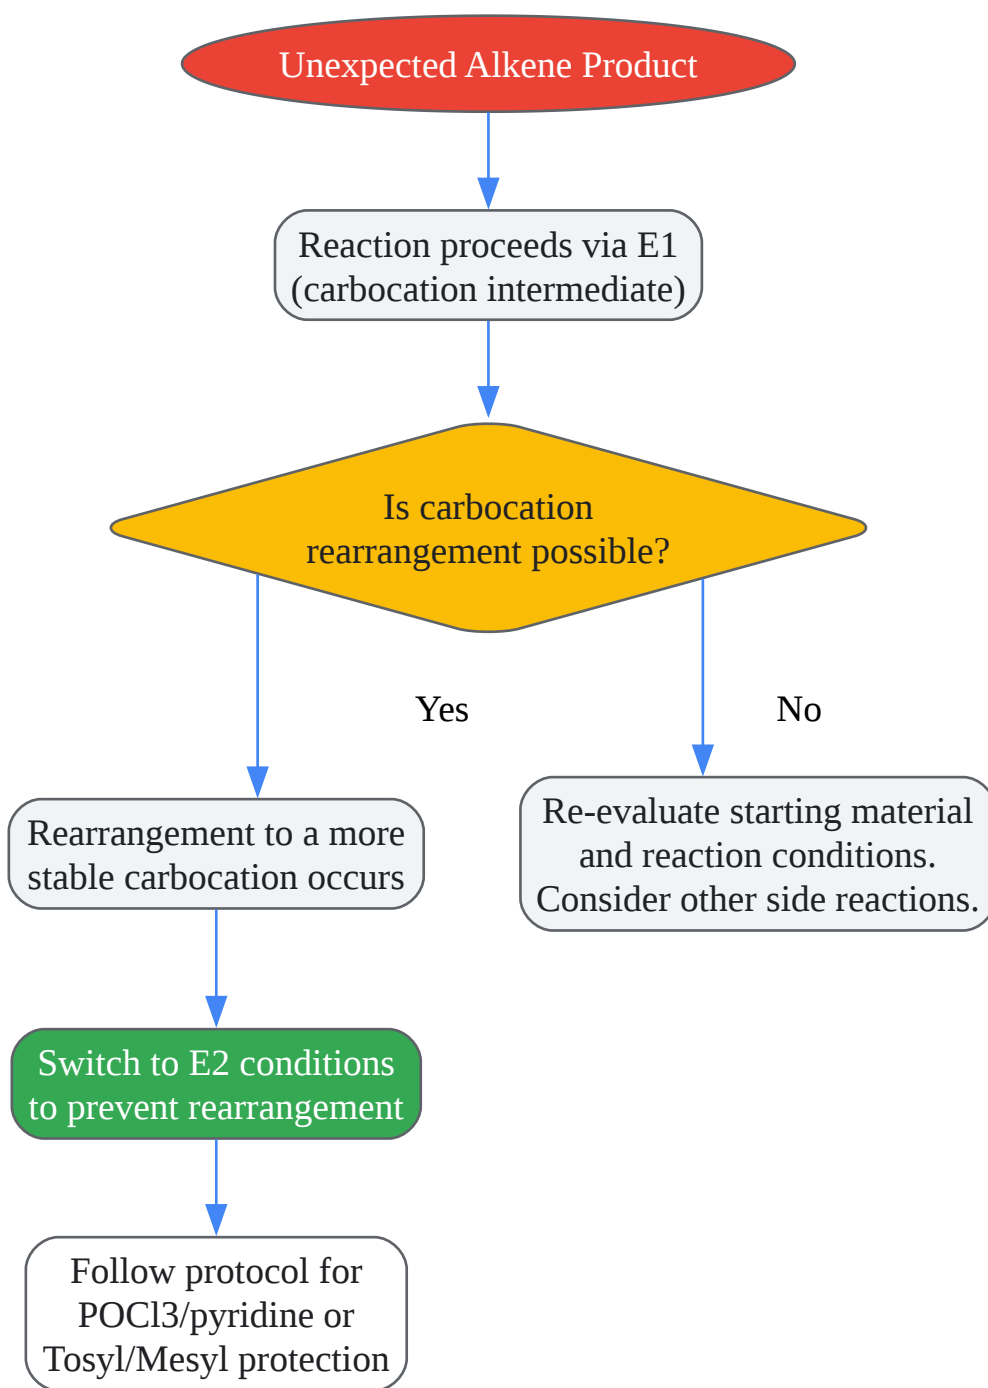 Unexpected Alkene Product
Reaction proceeds via E1
(carbocation intermediate)
Is carbocation
rearrangement possible?
Yes
No
Rearrangement to a more
stable carbocation occurs
Re-evaluate starting material
and reaction conditions.
Consider other side reactions.
Switch to E2 conditions
to prevent rearrangement
Follow protocol for
POCl3/pyridine or
Tosyl/Mesyl protection